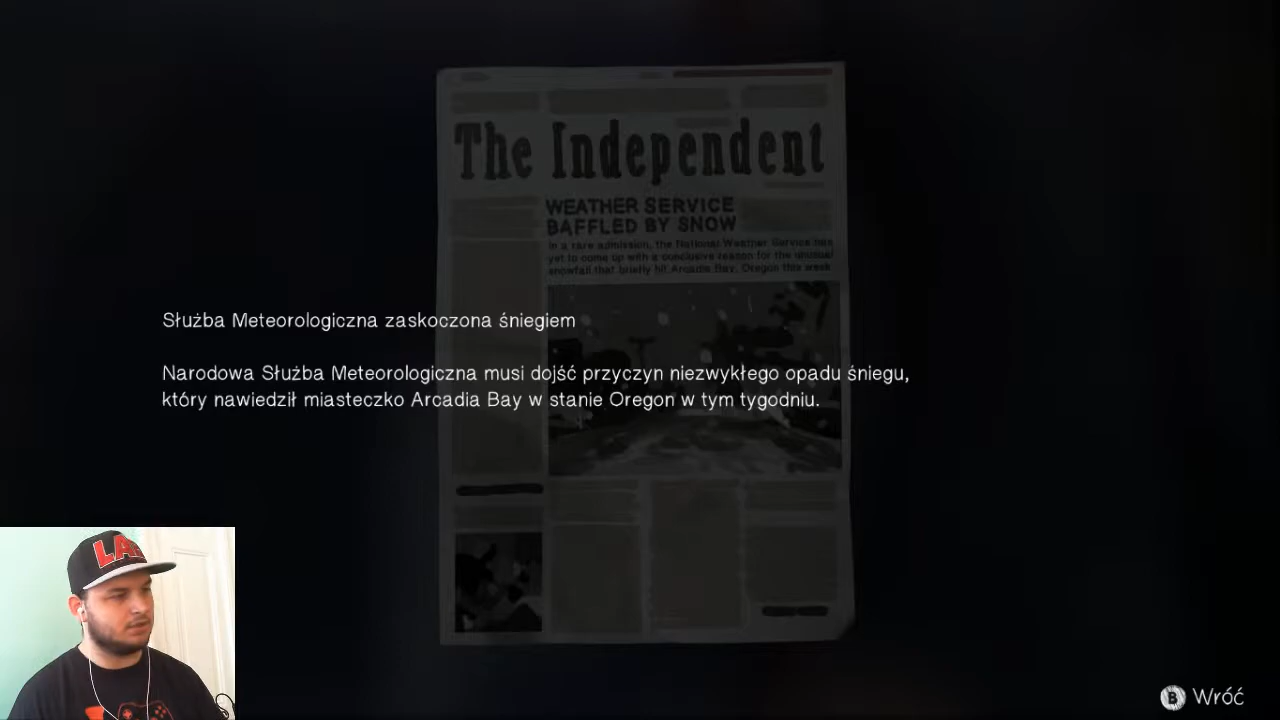 The Independent
WEATHER SERVICE
BAFFLED BY SNOW
In a rare admission, the National Weather Service has
yet to come up with a conclusive reason for the unusual
snowfall that briefly hit Arcadia Bay, Oregon this week
Służba Meteorologiczna zaskoczona śniegiem
Narodowa Służba Meteorologiczna musi dojść przyczyn niezwykłego opadu śniegu,
który nawiedził miasteczko Arcadia Bay w stanie Oregon w tym tygodniu.
B Wróć